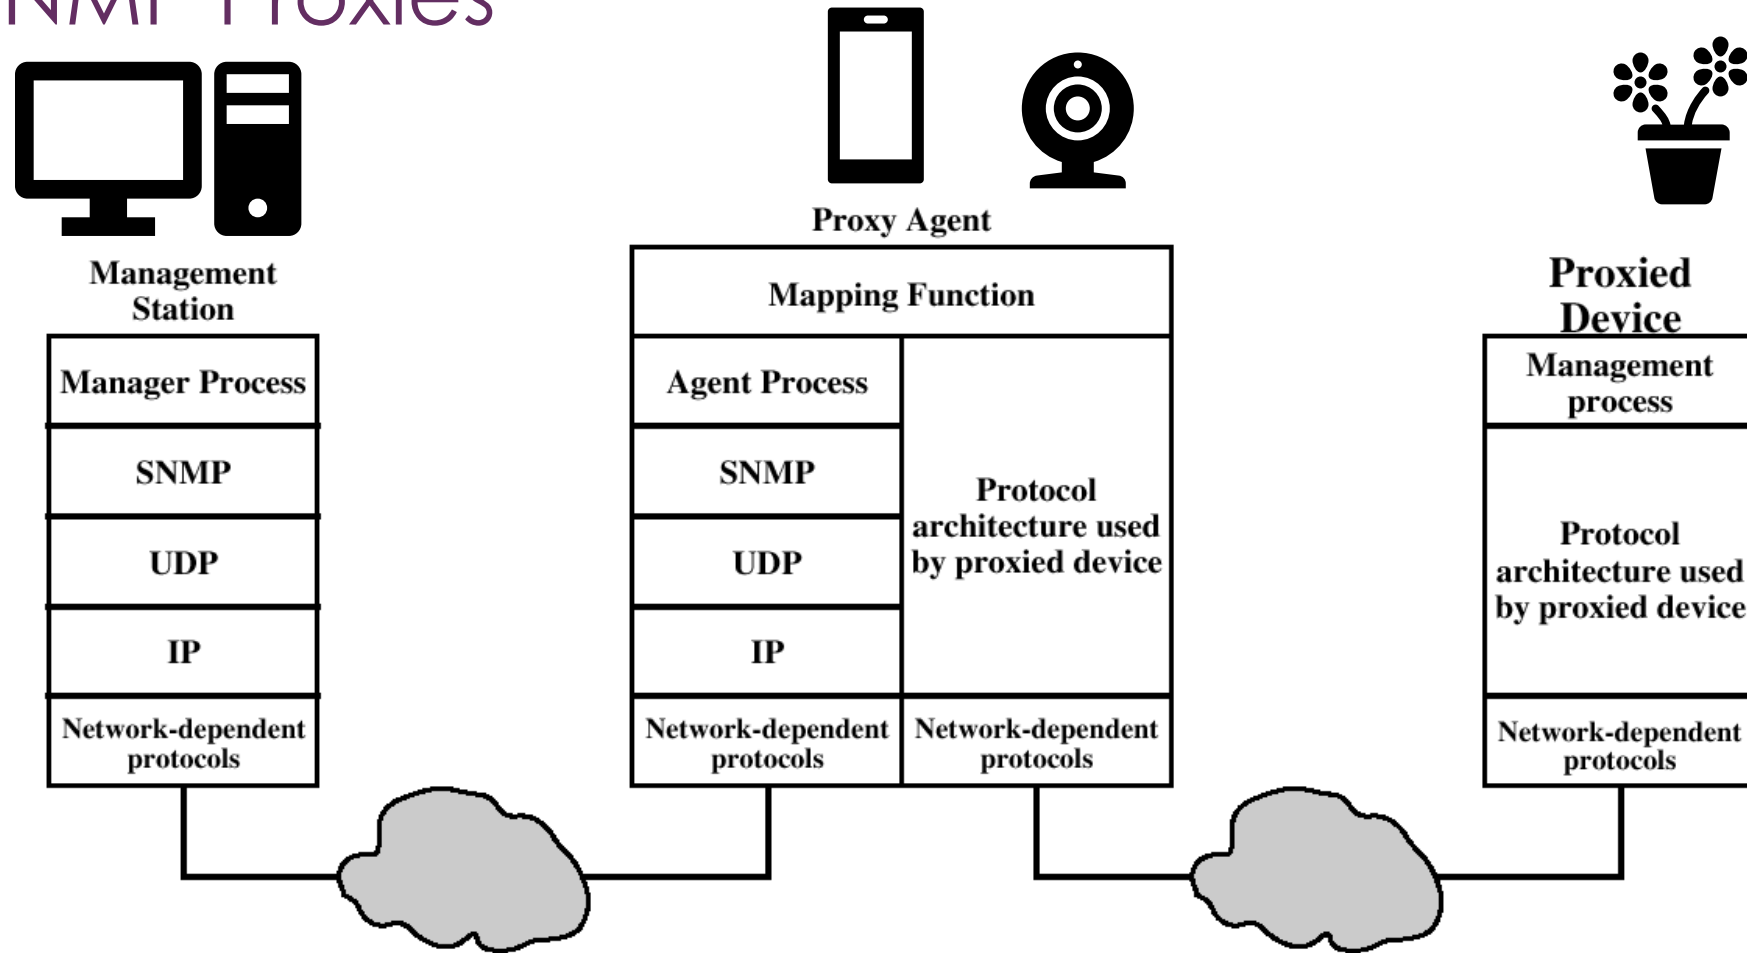 NMP Proxies
Proxy Agent
Management
Station
Proxied
Device
Mapping Function
Manager Process
SNMP
UDP
IP
Network-dependent
protocols
Agent Process
SNMP
UDP
IP
Network-dependent
protocols
Protocol
architecture used
by proxied device
Network-dependent
protocols
Management
process
Protocol
architecture used
by proxied device
Network-dependent
protocols